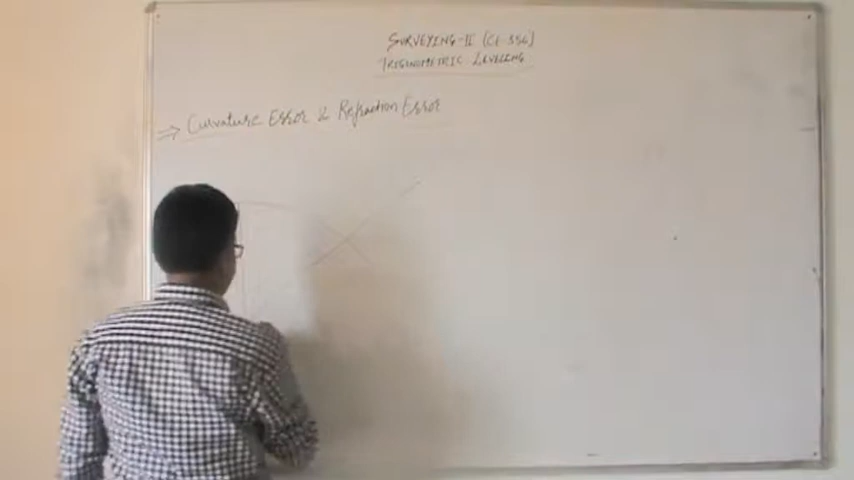 SURVEYING-II (CE-356)
TRIGNOMETRIC LEVELING
⇒ Curvature Error & Refraction Error